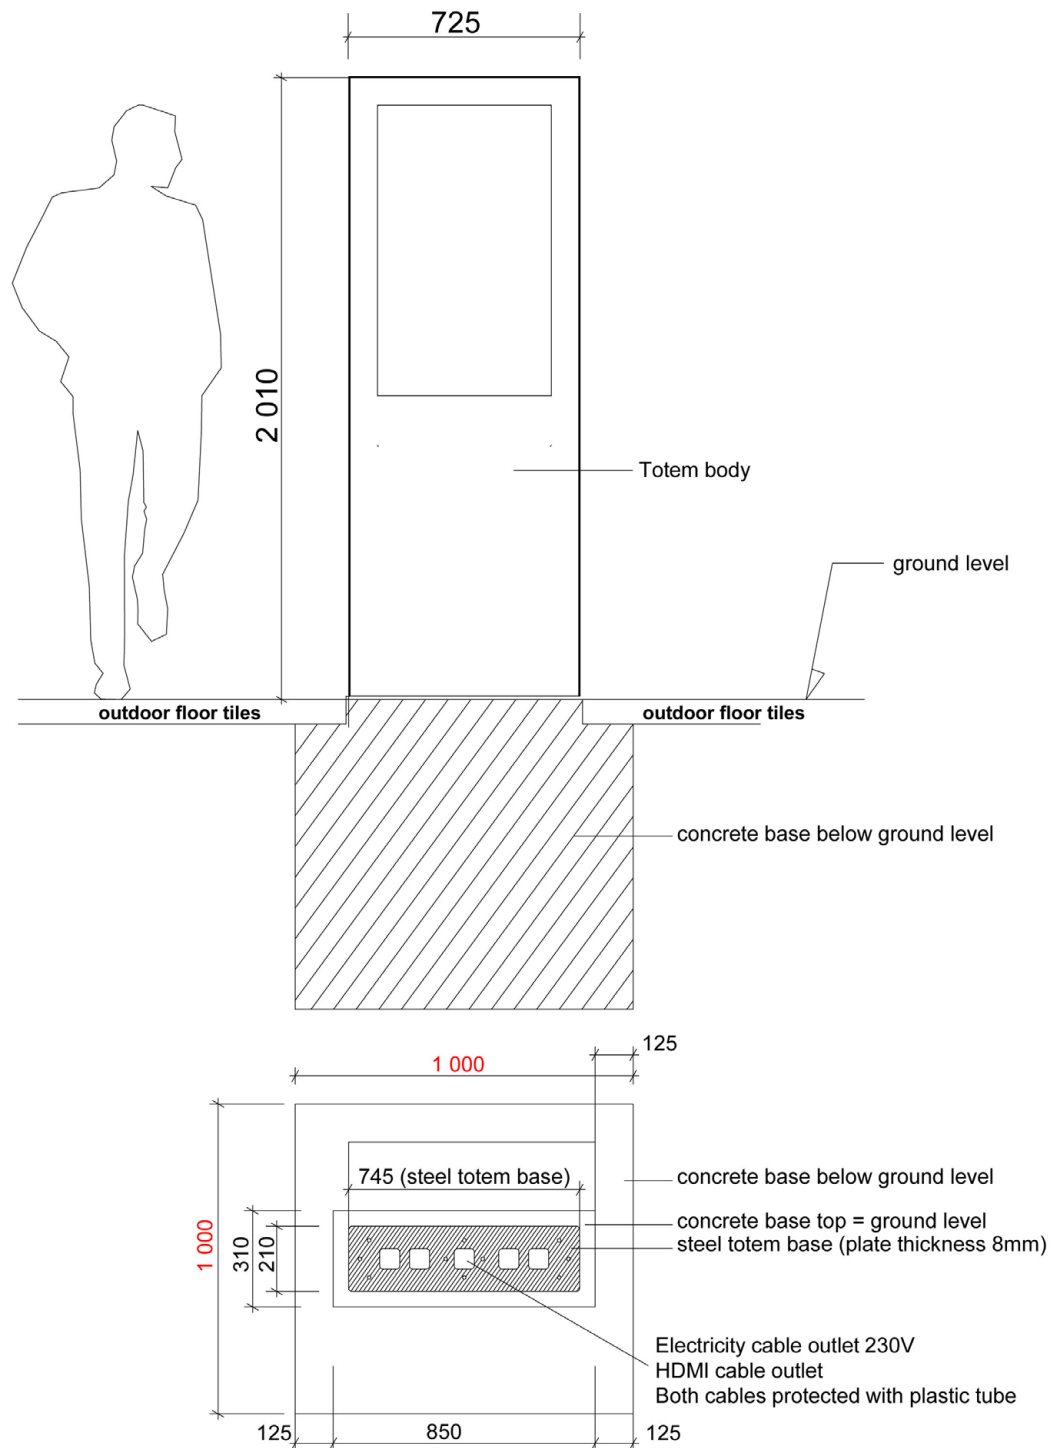 725
2 010
Totem body
ground level
outdoor floor tiles
outdoor floor tiles
concrete base below ground level
125
1 000
745 (steel totem base)
concrete base below ground level
concrete base top = ground level
steel totem base (plate thickness 8mm)
1 000
310
210
Electricity cable outlet 230V
HDMI cable outlet
Both cables protected with plastic tube
125
850
125